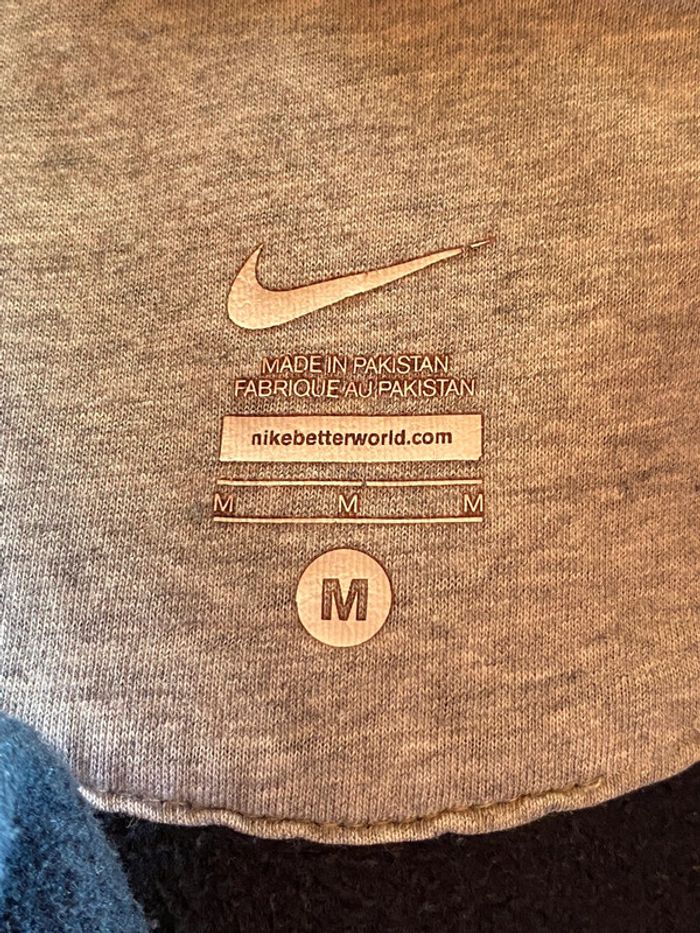 MADE IN PAKISTAN
FABRIQUE AU PAKISTAN
nikebetterworld.com
M M M
M